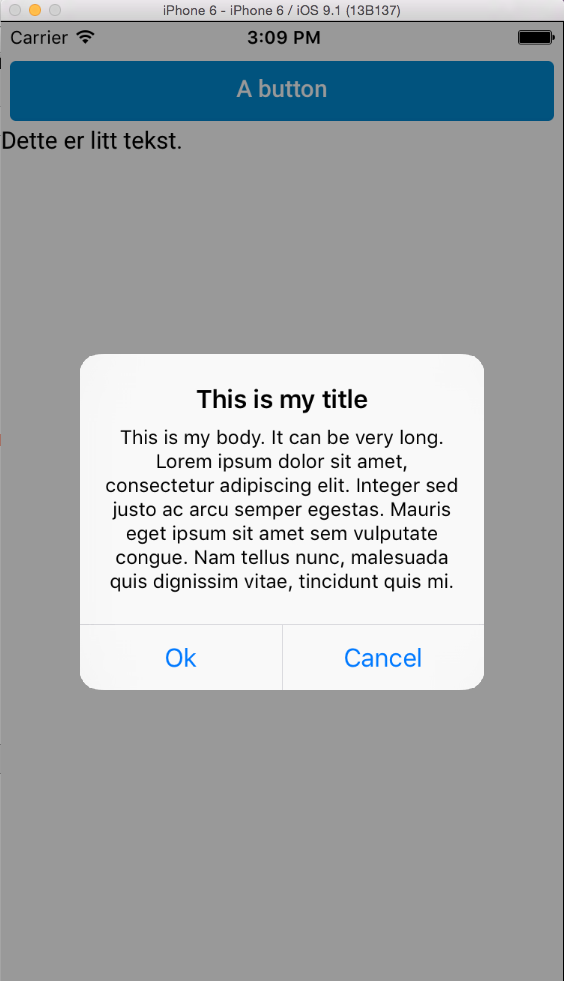 iPhone 6 - iPhone 6 / iOS 9.1 (13B137)
Carrier 3:09 PM
A button
Dette er litt tekst.
This is my title
This is my body. It can be very long.
Lorem ipsum dolor sit amet,
consectetur adipiscing elit. Integer sed
justo ac arcu semper egestas. Mauris
eget ipsum sit amet sem vulputate
congue. Nam tellus nunc, malesuada
quis dignissim vitae, tincidunt quis mi.
Ok Cancel